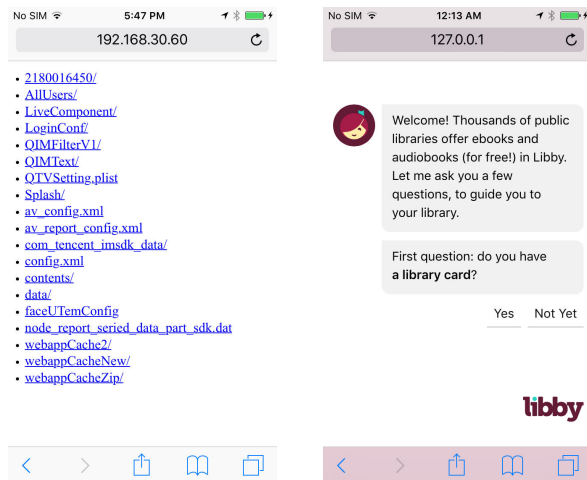 No SIM 5:47 PM
192.168.30.60
2180016450/
AllUsers/
LiveComponent/
LoginConf/
QIMFilterV1/
QIMText/
QTVSetting.plist
Splash/
av_config.xml
av_report_config.xml
com_tencent_imsdk_data/
config.xml
contents/
data/
faceUTemConfig
node_report_seried_data_part_sdk.dat
webappCache2/
webappCacheNew/
webappCacheZip/
No SIM 12:13 AM
127.0.0.1
Welcome! Thousands of public
libraries offer ebooks and
audiobooks (for free!) in Libby.
Let me ask you a few
questions, to guide you to
your library.
First question: do you have
a library card?
Yes Not Yet
libby